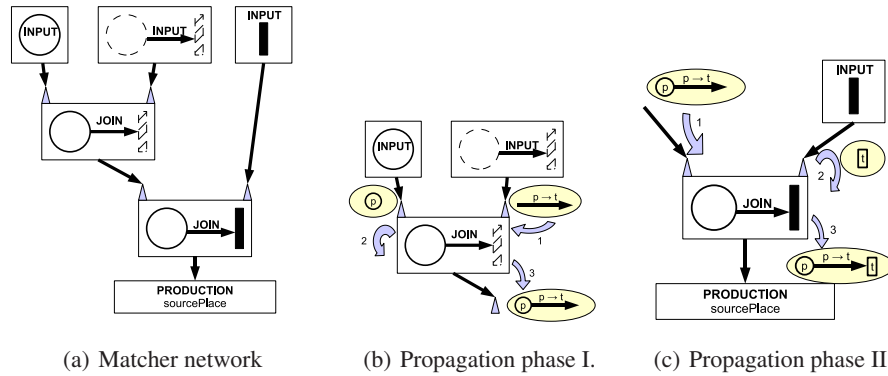 INPUT
INPUT
INPUT
JOIN
JOIN
PRODUCTION
sourcePlace
(a) Matcher network
INPUT
INPUT
p
p → t
JOIN
2
1
3
p
p → t
(b) Propagation phase I.
p
p → t
1
INPUT
t
2
JOIN
3
p
p → t
t
PRODUCTION
sourcePlace
(c) Propagation phase II